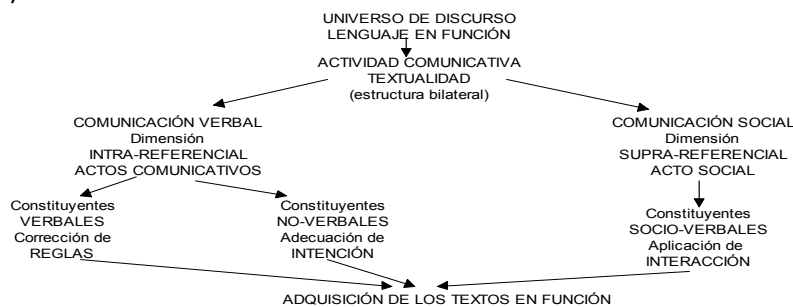 UNIVERSO DE DISCURSO
LENGUAJE EN FUNCIÓN
ACTIVIDAD COMUNICATIVA
TEXTUALIDAD
(estructura bilateral)
COMUNICACIÓN VERBAL
Dimensión
INTRA-REFERENCIAL
ACTOS COMUNICATIVOS
COMUNICACIÓN SOCIAL
Dimensión
SUPRA-REFERENCIAL
ACTO SOCIAL
Constituyentes
VERBALES
Corrección de
REGLAS
Constituyentes
NO-VERBALES
Adecuación de
INTENCIÓN
Constituyentes
SOCIO-VERBALES
Aplicación de
INTERACCIÓN
ADQUISICIÓN DE LOS TEXTOS EN FUNCIÓN